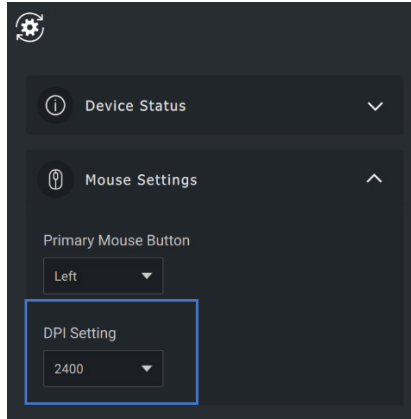 Device Status
Mouse Settings
Primary Mouse Button
Left
DPI Setting
2400